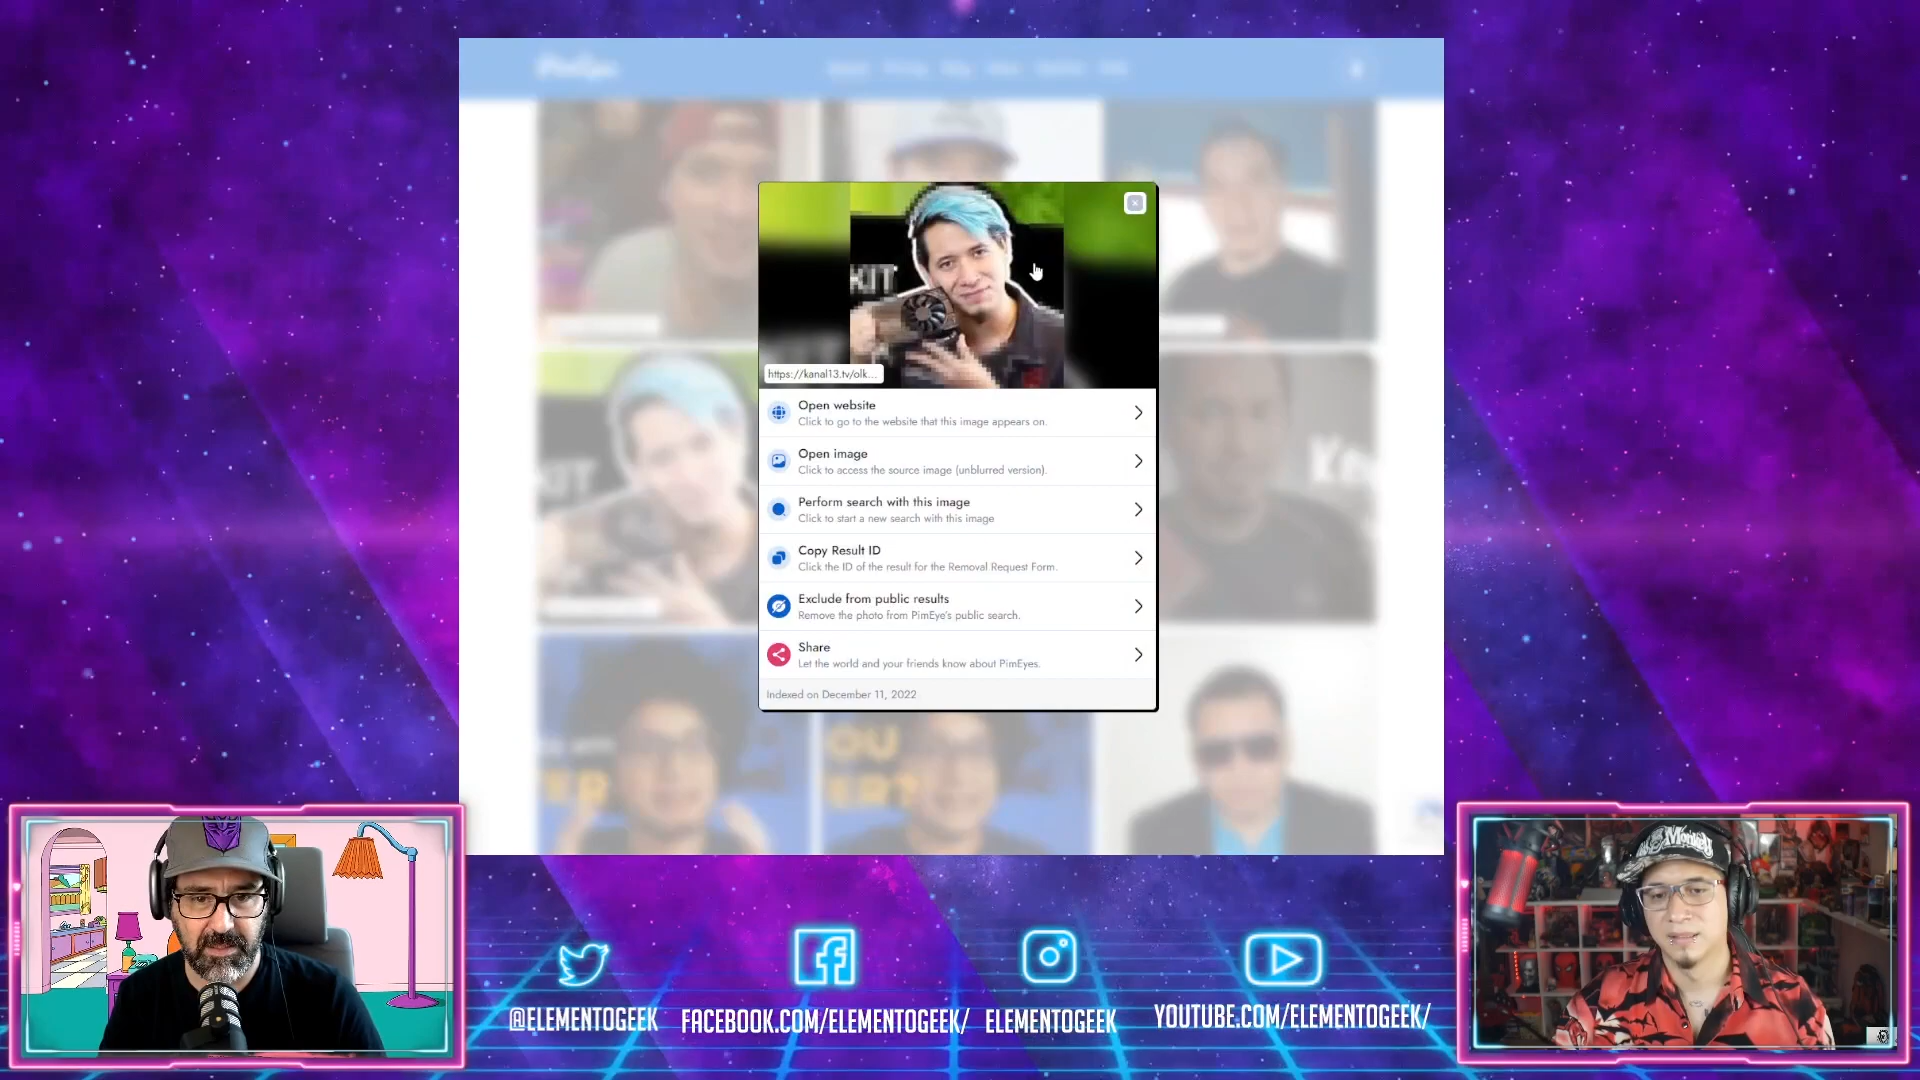 KIT
https://kanal13.tv/olk...
Open website
Click to go to the website that this image appears on.
Open image
Click to access the source image (unblurred version).
Perform search with this image
Click to start a new search with this image
Copy Result ID
Click the ID of the result for the Removal Request Form.
Exclude from public results
Remove the photo from PimEye's public search.
Share
Let the world and your friends know about PimEyes.
Indexed on December 11, 2022
KIT
OU
ER?
ER
@ELEMENTOGEEK
FACEBOOK.COM/ELEMENTOGEEK/
ELEMENTOGEEK
YOUTUBE.COM/ELEMENTOGEEK/